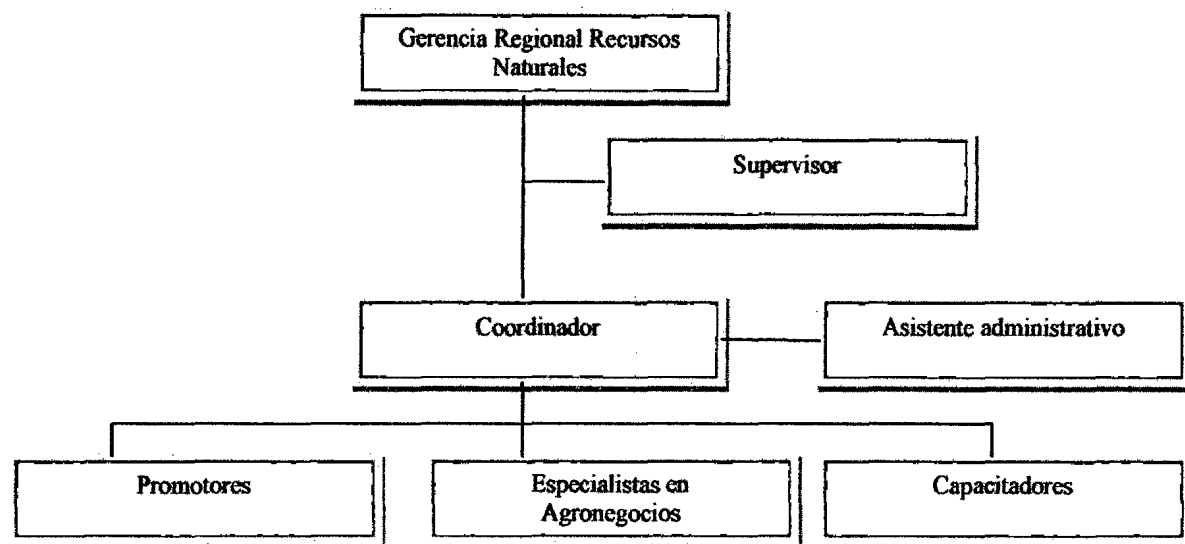 Gerencia Regional Recursos
Naturales
Supervisor
Coordinador
Asistente administrativo
Promotores
Especialistas en
Agronegocios
Capacitadores